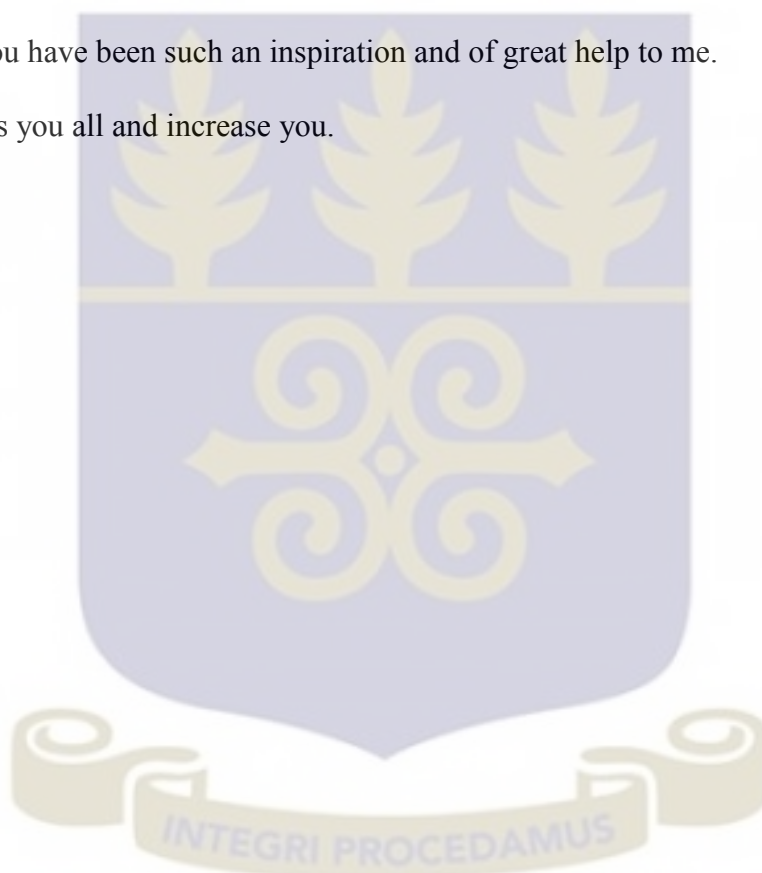 ou have been such an inspiration and of great help to me.
s you all and increase you.
INTEGRI PROCEDAMUS